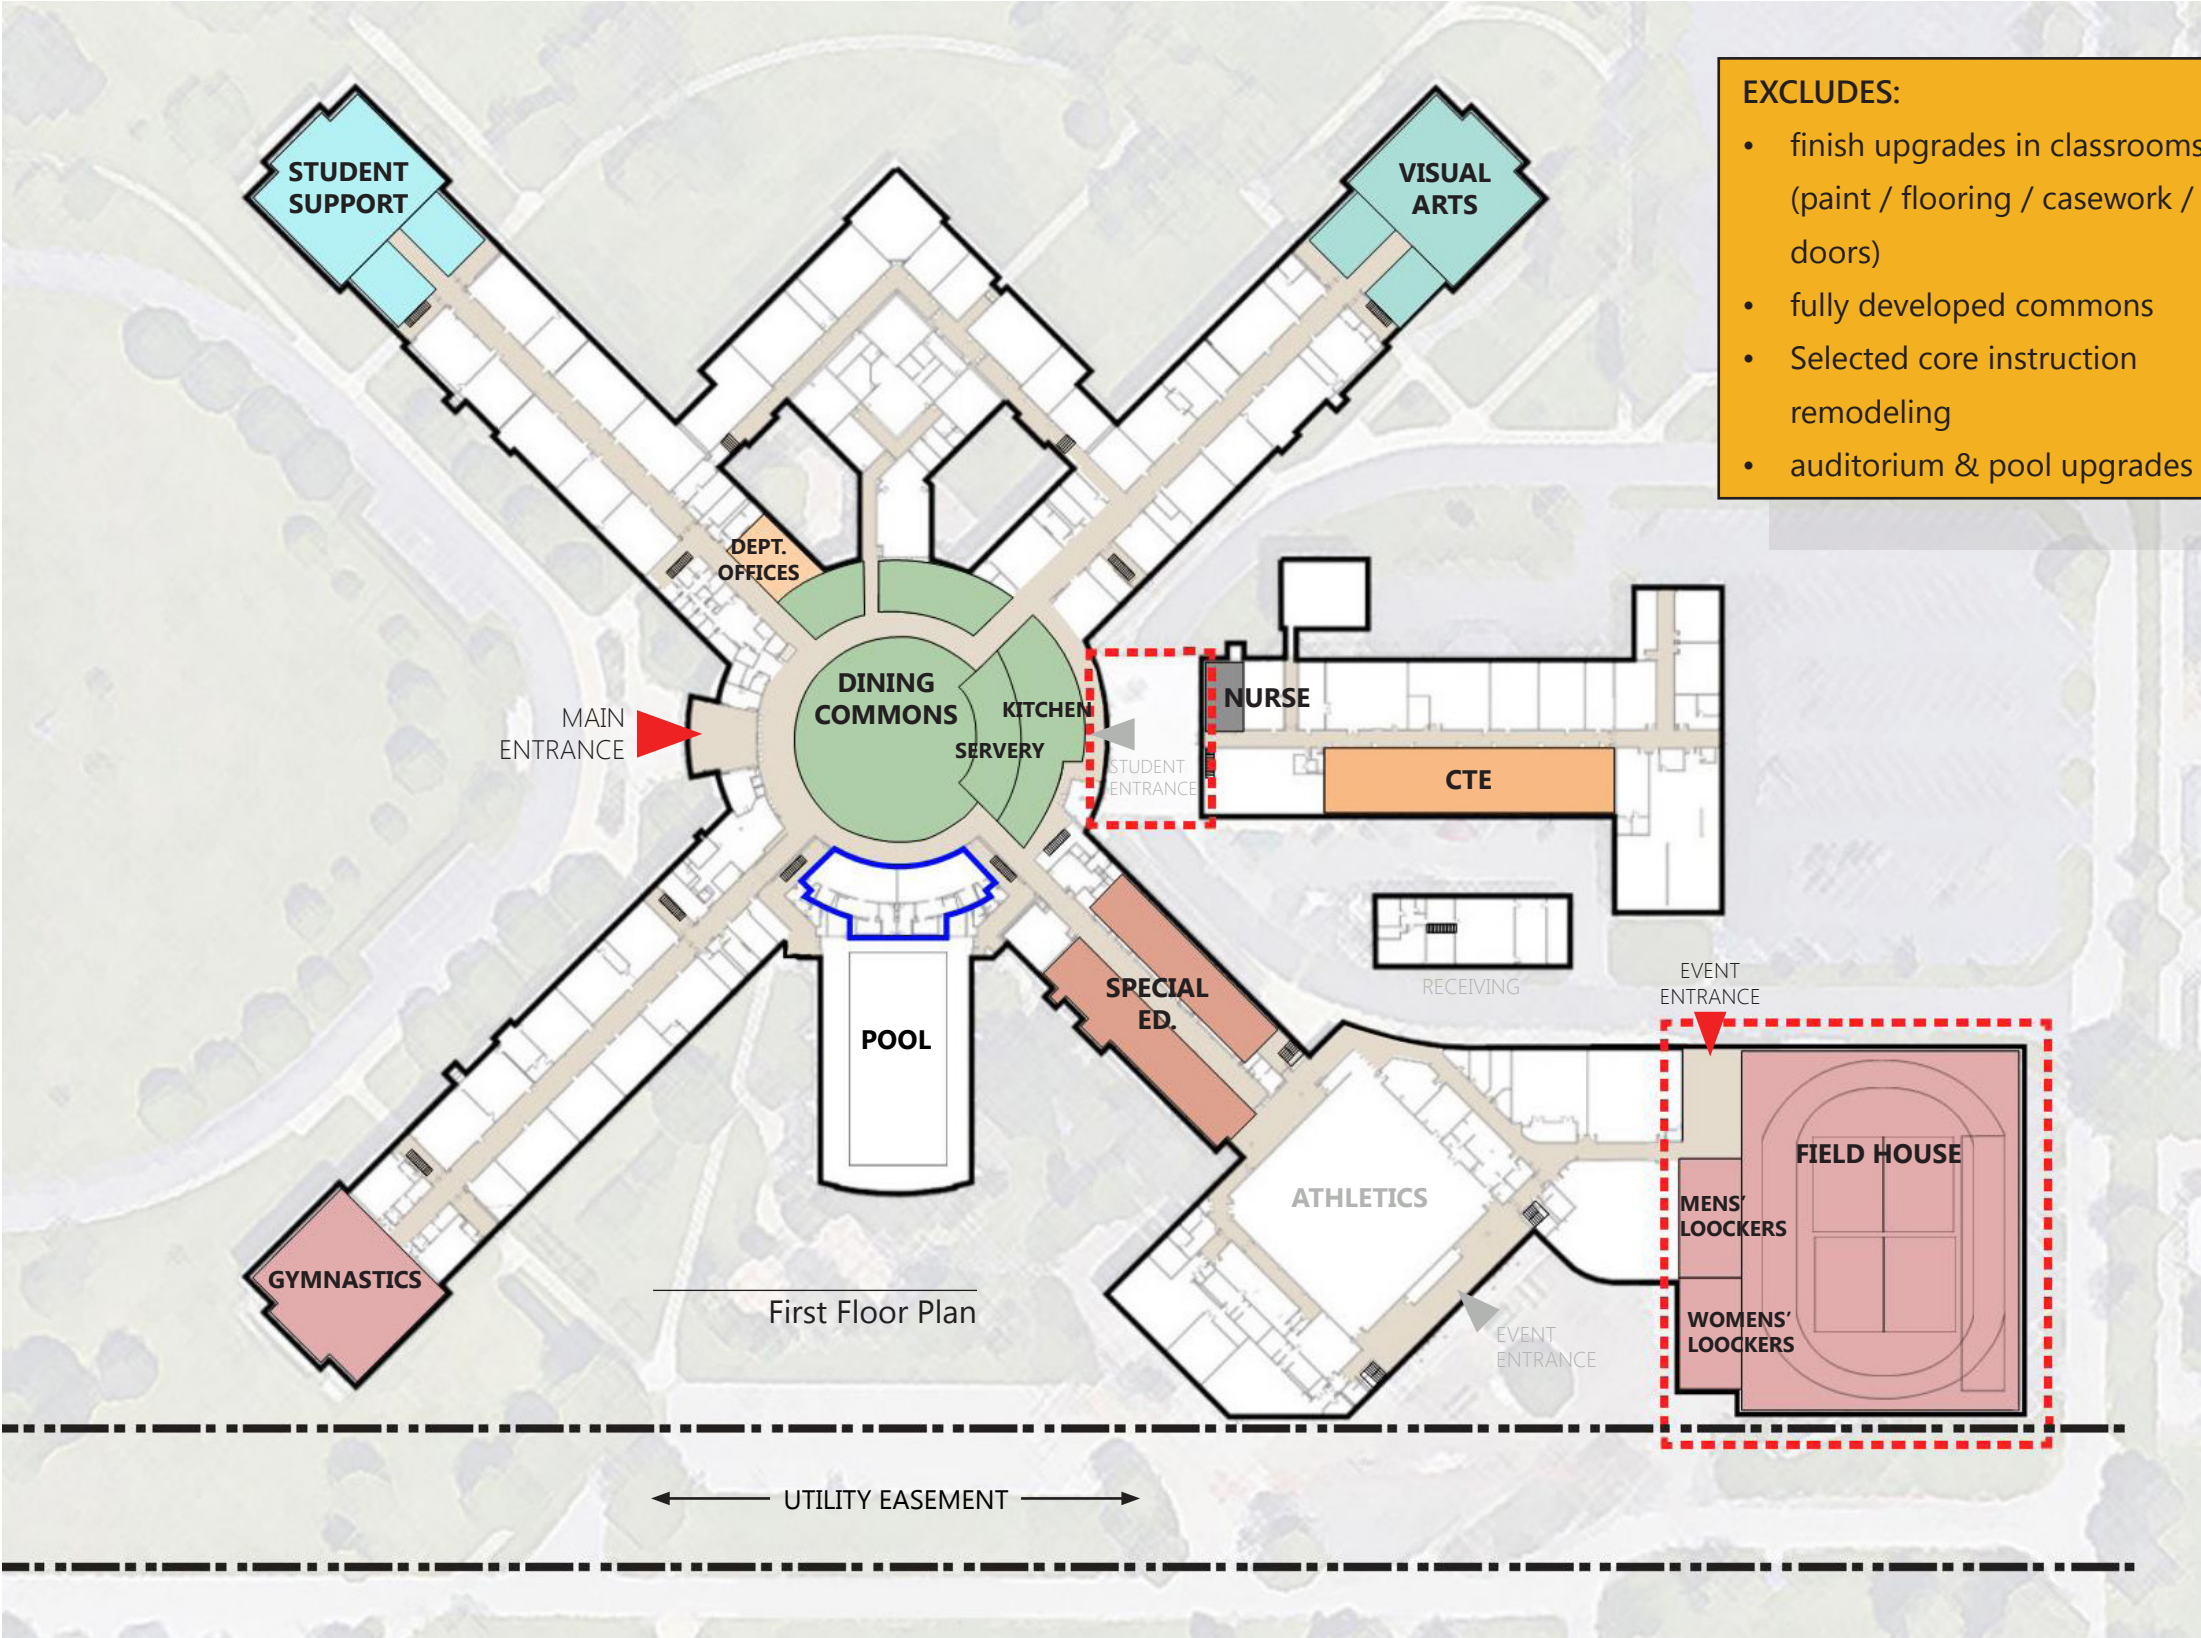 EXCLUDES:
• finish upgrades in classrooms
(paint / flooring / casework /
doors)
• fully developed commons
• Selected core instruction
remodeling
• auditorium & pool upgrades
STUDENT
SUPPORT
VISUAL
ARTS
DEPT.
OFFICES
DINING
COMMONS
KITCHEN
SERVERY
MAIN
ENTRANCE
STUDENT
ENTRANCE
NURSE
CTE
RECEIVING
EVENT
ENTRANCE
SPECIAL
ED.
POOL
ATHLETICS
FIELD HOUSE
MENS'
LOOCKERS
WOMENS'
LOOCKERS
GYMNASTICS
First Floor Plan
EVENT
ENTRANCE
UTILITY EASEMENT